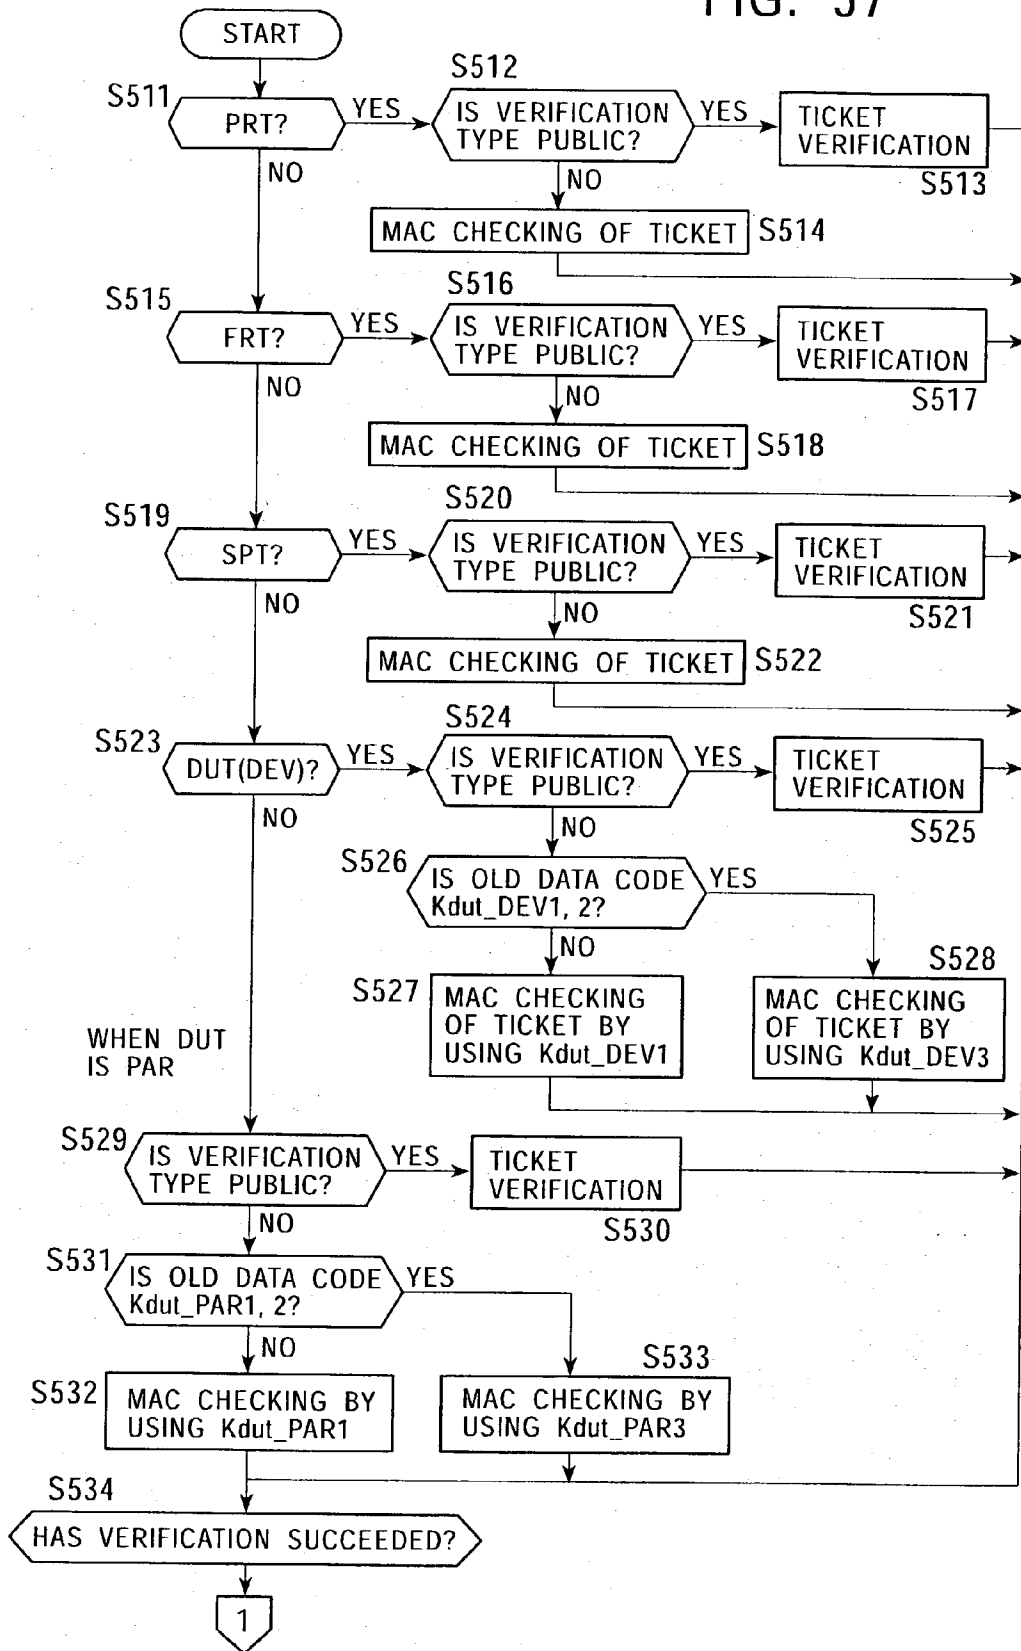 FIG. 57
START
S511
PRT?
YES
NO
S512
IS VERIFICATION
TYPE PUBLIC?
YES
NO
TICKET
VERIFICATION
S513
MAC CHECKING OF TICKET
S514
S515
FRT?
YES
NO
S516
IS VERIFICATION
TYPE PUBLIC?
YES
NO
TICKET
VERIFICATION
S517
MAC CHECKING OF TICKET
S518
S519
SPT?
YES
NO
S520
IS VERIFICATION
TYPE PUBLIC?
YES
NO
TICKET
VERIFICATION
S521
MAC CHECKING OF TICKET
S522
S523
DUT(DEV)?
YES
NO
S524
IS VERIFICATION
TYPE PUBLIC?
YES
NO
TICKET
VERIFICATION
S525
S526
IS OLD DATA CODE
Kdut_DEV1, 2?
YES
NO
S527
MAC CHECKING
OF TICKET BY
USING Kdut_DEV1
S528
MAC CHECKING
OF TICKET BY
USING Kdut_DEV3
WHEN DUT
IS PAR
S529
IS VERIFICATION
TYPE PUBLIC?
YES
NO
TICKET
VERIFICATION
S530
S531
IS OLD DATA CODE
Kdut_PAR1, 2?
YES
NO
S532
MAC CHECKING BY
USING Kdut_PAR1
S533
MAC CHECKING BY
USING Kdut_PAR3
S534
HAS VERIFICATION SUCCEEDED?
1